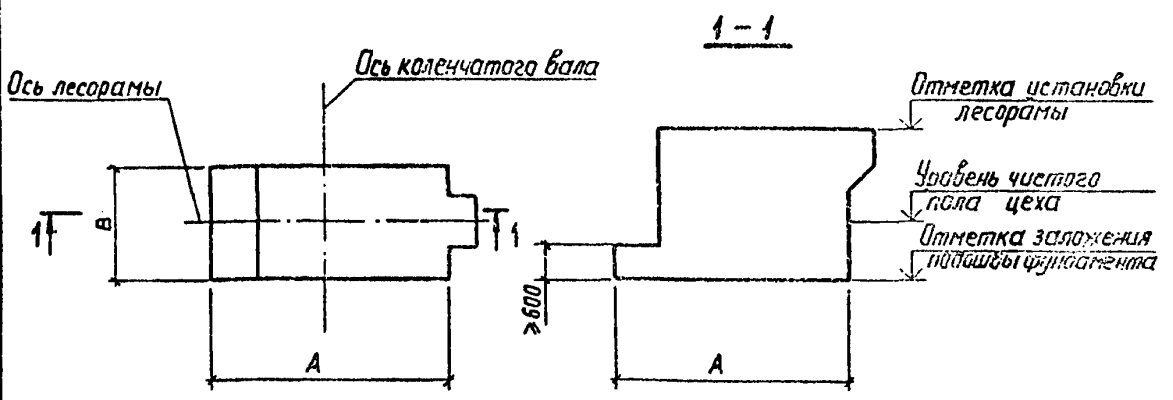 1 – 1
Ось коленчатого вала
Ось лесорамы
Отметка установки
лесорамы
Уровень чистого
пола цеха
Отметка заложения
подошвы фундамента
1
В
1
≥600
А
А